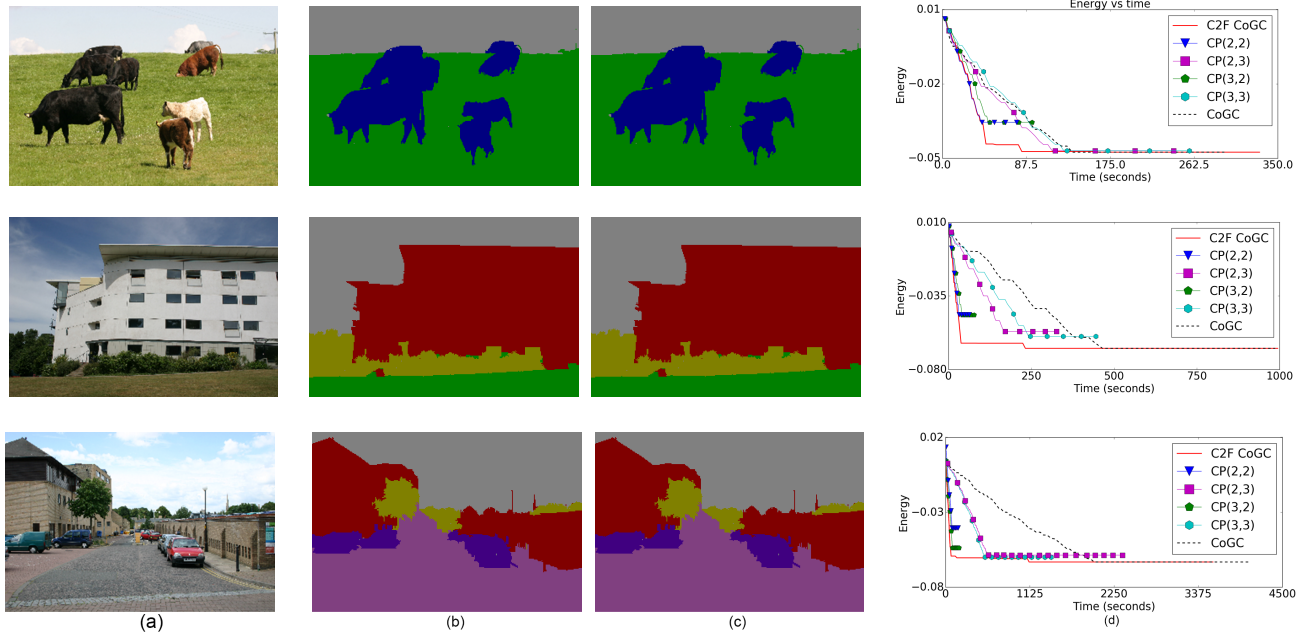 Energy vs time
0.01
−0.02
−0.05
Energy
0.0
87.5
175.0
262.5
350.0
Time (seconds)
C2F CoGC
CP(2,2)
CP(2,3)
CP(3,2)
CP(3,3)
CoGC
0.010
−0.035
−0.080
Energy
0
250
500
750
1000
Time (seconds)
C2F CoGC
CP(2,2)
CP(2,3)
CP(3,2)
CP(3,3)
CoGC
0.02
−0.03
−0.08
Energy
0
1125
2250
3375
4500
Time (seconds)
C2F CoGC
CP(2,2)
CP(2,3)
CP(3,2)
CP(3,3)
CoGC
(a)
(b)
(c)
(d)